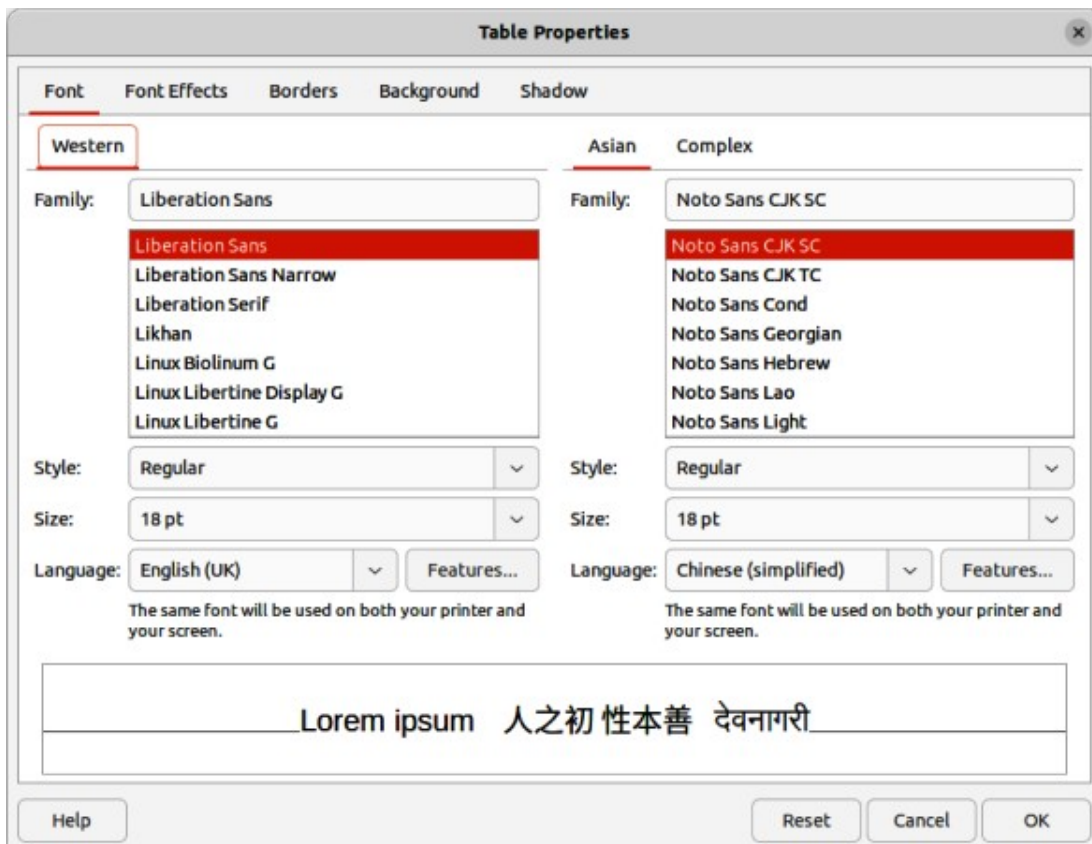 Table Properties
Font Font Effects Borders Background Shadow
Western
Family: Liberation Sans
Liberation Sans
Liberation Sans Narrow
Liberation Serif
Likhan
Linux Biolinum G
Linux Libertine Display G
Linux Libertine G
Style: Regular
Size: 18 pt
Language: English (UK) Features...
The same font will be used on both your printer and
your screen.
Asian Complex
Family: Noto Sans CJK SC
Noto Sans CJK SC
Noto Sans CJK TC
Noto Sans Cond
Noto Sans Georgian
Noto Sans Hebrew
Noto Sans Lao
Noto Sans Light
Style: Regular
Size: 18 pt
Language: Chinese (simplified) Features...
The same font will be used on both your printer and
your screen.
Lorem ipsum 人之初 性本善 देवनागरी
Help Reset Cancel OK